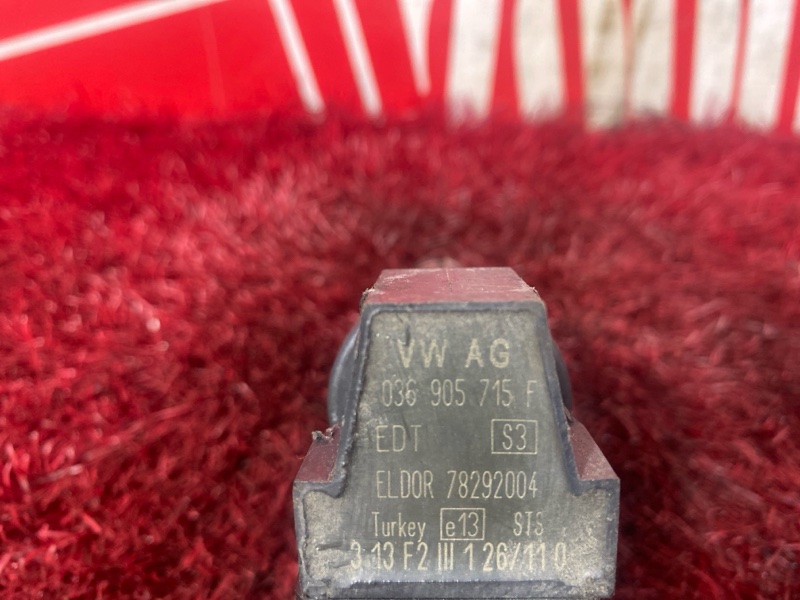 VW AG
036 905 715 F
EDT S3
ELDOR 78292004
Turkey e13 STS
3 13 F2 III 1 26/11 0